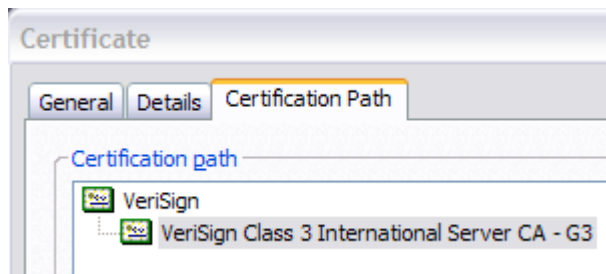 Certificate
General Details Certification Path
Certification path
VeriSign
VeriSign Class 3 International Server CA - G3